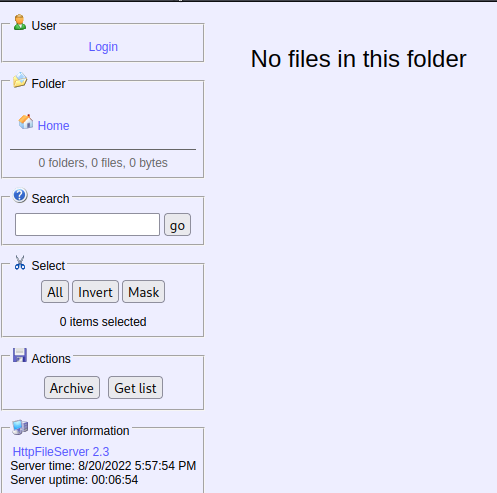 User
Login
Folder
Home
0 folders, 0 files, 0 bytes
Search
go
Select
All Invert Mask
0 items selected
Actions
Archive Get list
Server information
HttpFileServer 2.3
Server time: 8/20/2022 5:57:54 PM
Server uptime: 00:06:54
No files in this folder